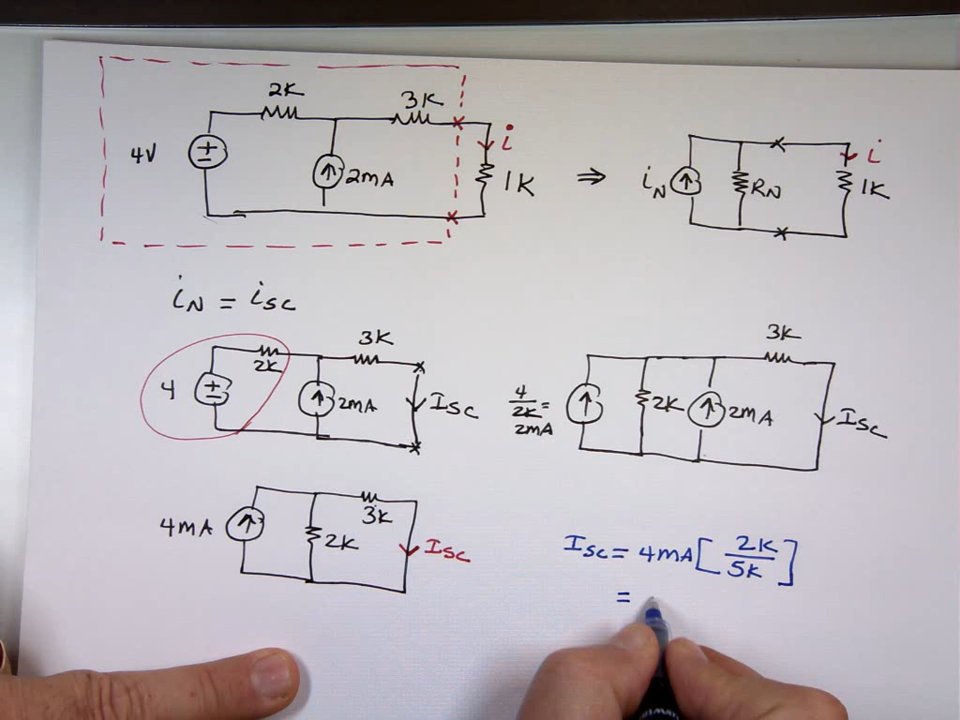 2K
3K
4V
2mA
i
1K
⇒
iN
RN
i
1K
iN = iSC
3K
2K
4
2mA
ISC
3K
4/2K =
2mA
2K
2mA
ISC
4mA
3K
2K
ISC
ISC = 4mA [ 2K/5K ]
=